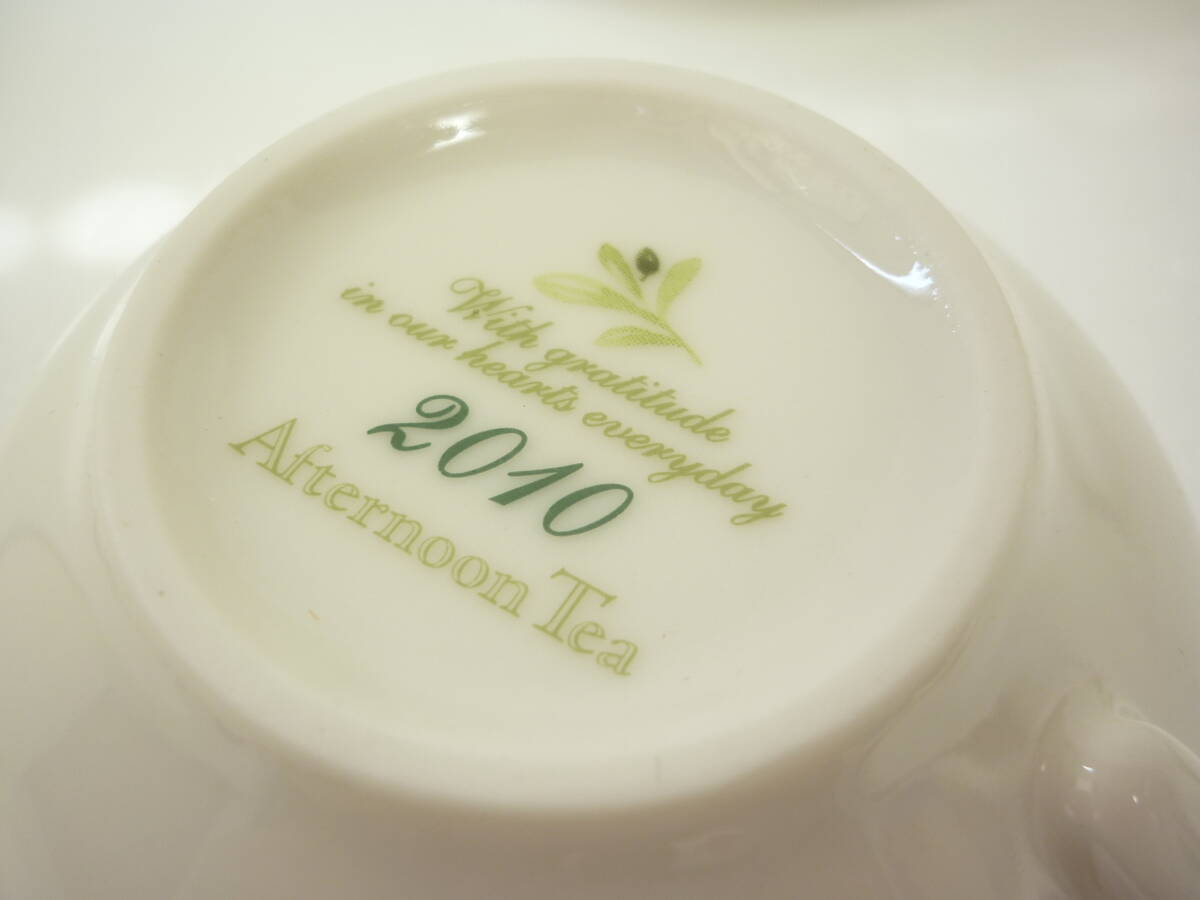 With gratitude
in our hearts everyday
2010
Afternoon Tea